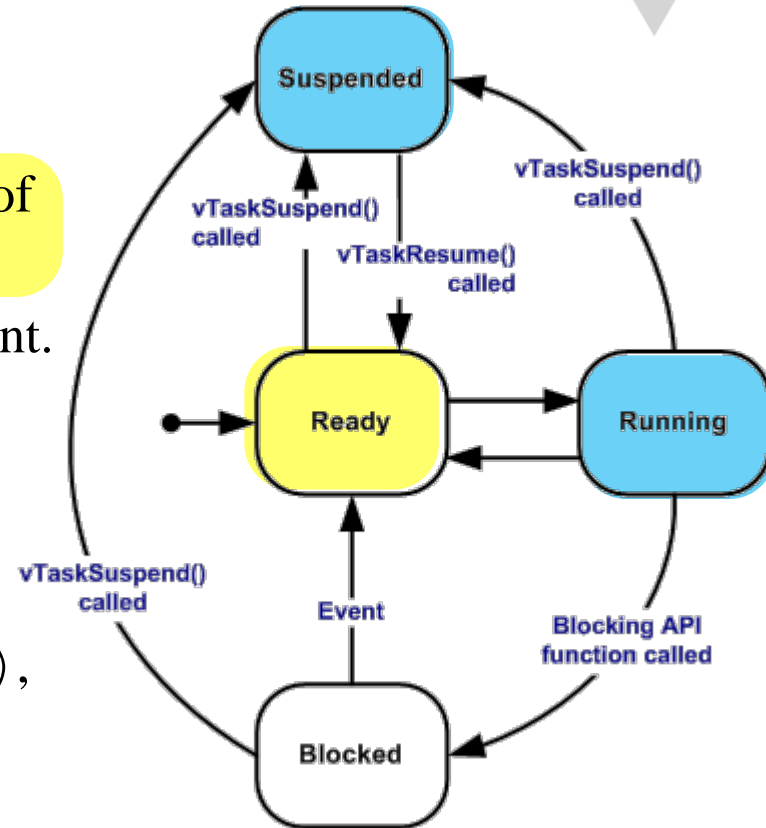 Suspended
of
vTaskSuspend()
called
vTaskSuspend()
called
vTaskResume()
called
nt.
Ready
Running
vTaskSuspend()
called
Event
Blocking API
function called
),
Blocked